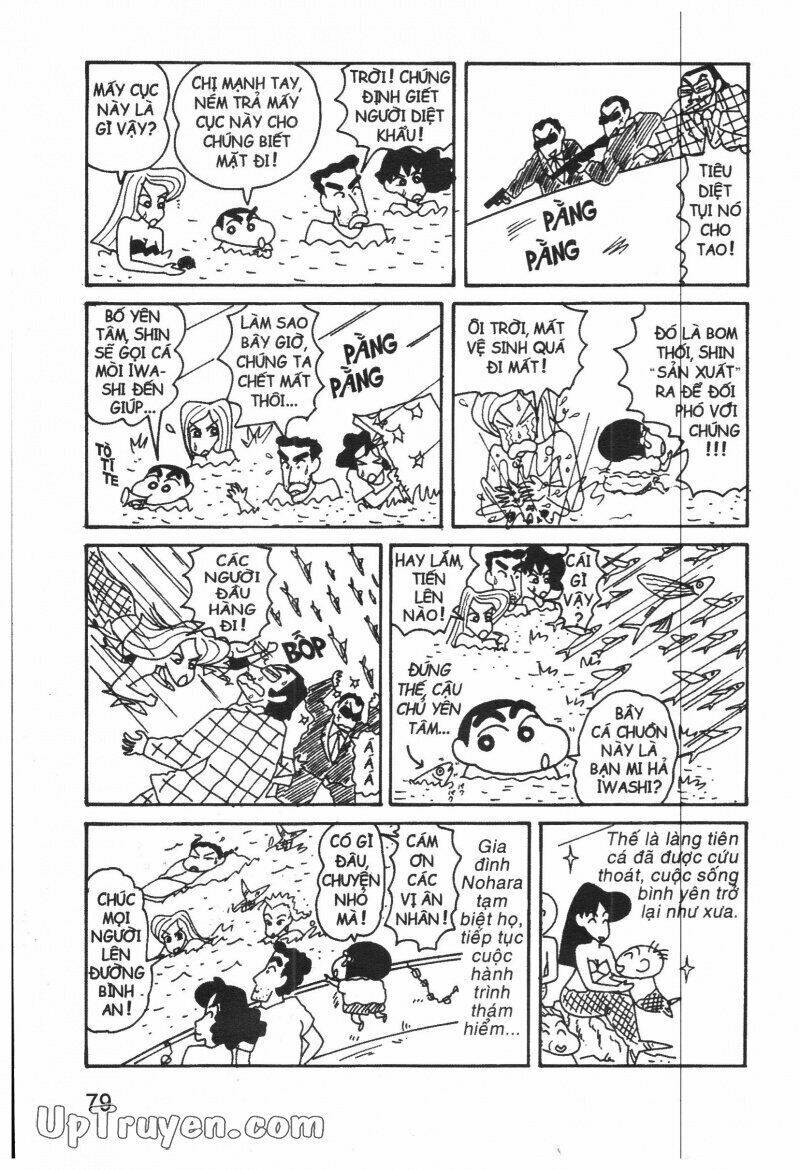 MẤY CỤC
NÀY LÀ
GÌ VẬY?
CHỊ MẠNH TAY,
NÉM TRẢ MẤY
CỤC NÀY CHO
CHÚNG BIẾT
MẶT ĐI!
TRỜI! CHÚNG
ĐỊNH GIẾT
NGƯỜI DIỆT
KHẨU!
TIÊU
DIỆT
TỤI NÓ
CHO
TAO!
PẰNG
PẰNG
BỐ YÊN
TÂM, SHIN
SẼ GỌI CÁ
MÒI IWA-
SHI ĐẾN
GIÚP...
TÒ
TÍ
TE
LÀM SAO
BÂY GIỜ,
CHÚNG TA
CHẾT MẤT
THÔI...
PẰNG
PẰNG
ỐI TRỜI, MẤT
VỆ SINH QUÁ
ĐI MẤT!
ĐÓ LÀ BOM
THỐI, SHIN
"SẢN XUẤT"
RA ĐỂ ĐỐI
PHÓ VỚI
CHÚNG
!!!
CÁC
NGƯỜI
ĐẦU
HÀNG
ĐI!
BỐP
Á
Á
Á
HAY LẮM,
TIẾN
LÊN
NÀO!
CÁI
GÌ
VẬY
?
ĐÚNG
THẾ, CẬU
CHỦ YÊN
TÂM...
BẦY
CÁ CHUỒN
NÀY LÀ
BẠN MI HẢ
IWASHI?
CHÚC
MỌI
NGƯỜI
LÊN
ĐƯỜNG
BÌNH
AN!
CÓ GÌ
ĐÂU,
CHUYỆN
NHỎ
MÀ!
CÁM
ƠN
CÁC
VỊ ÂN
NHÂN!
Gia
đình
Nohara
tạm
biệt họ,
tiếp tục
cuộc
hành
trình
thám
hiểm...
Thế là làng tiên
cá đã được cứu
thoát, cuộc sống
bình yên trở
lại như xưa.
79
UpTruyen.com